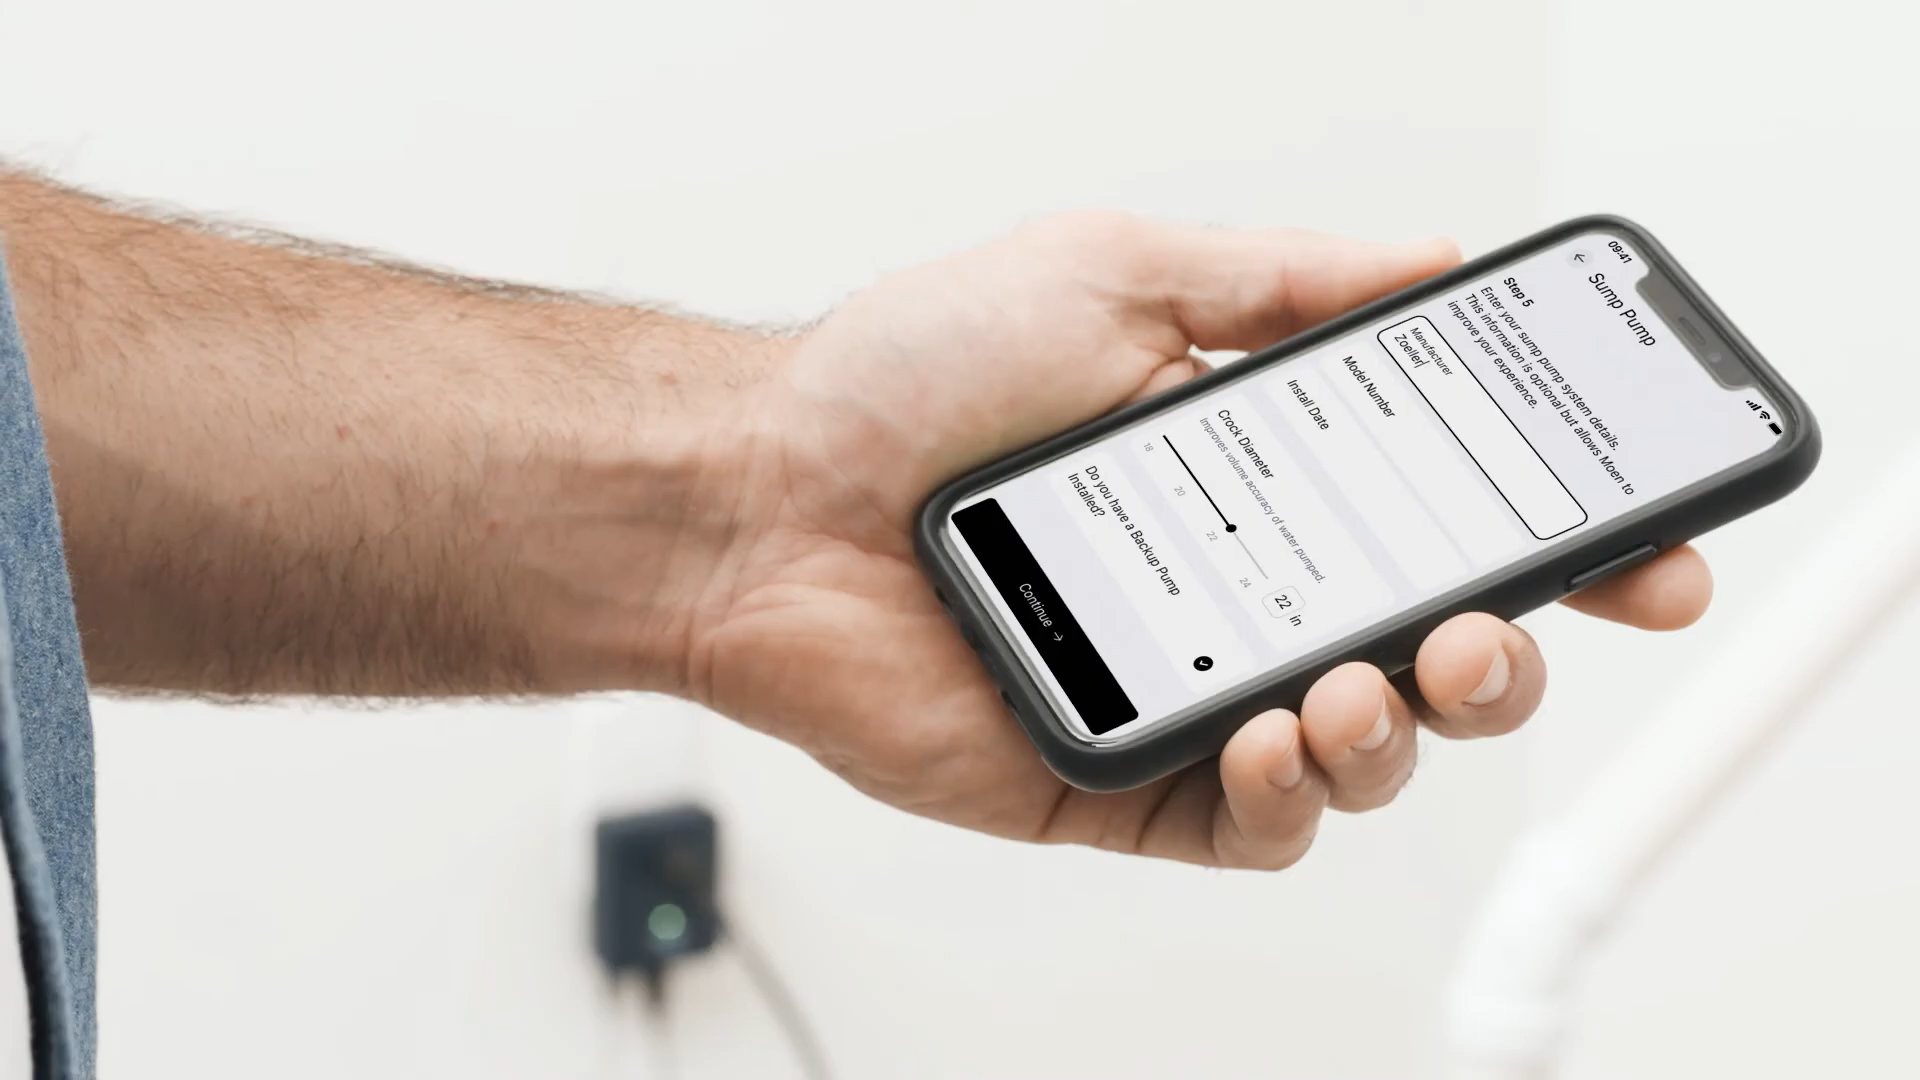 09:41
Sump Pump
Step 5
Enter your sump pump system details.
This information is optional but allows Moen to
improve your experience.
Manufacturer
Zoeller
Model Number
Install Date
Crock Diameter
Improves volume accuracy of water pumped.
18 20 22 24
22 in
Do you have a Backup Pump
Installed?
Continue →